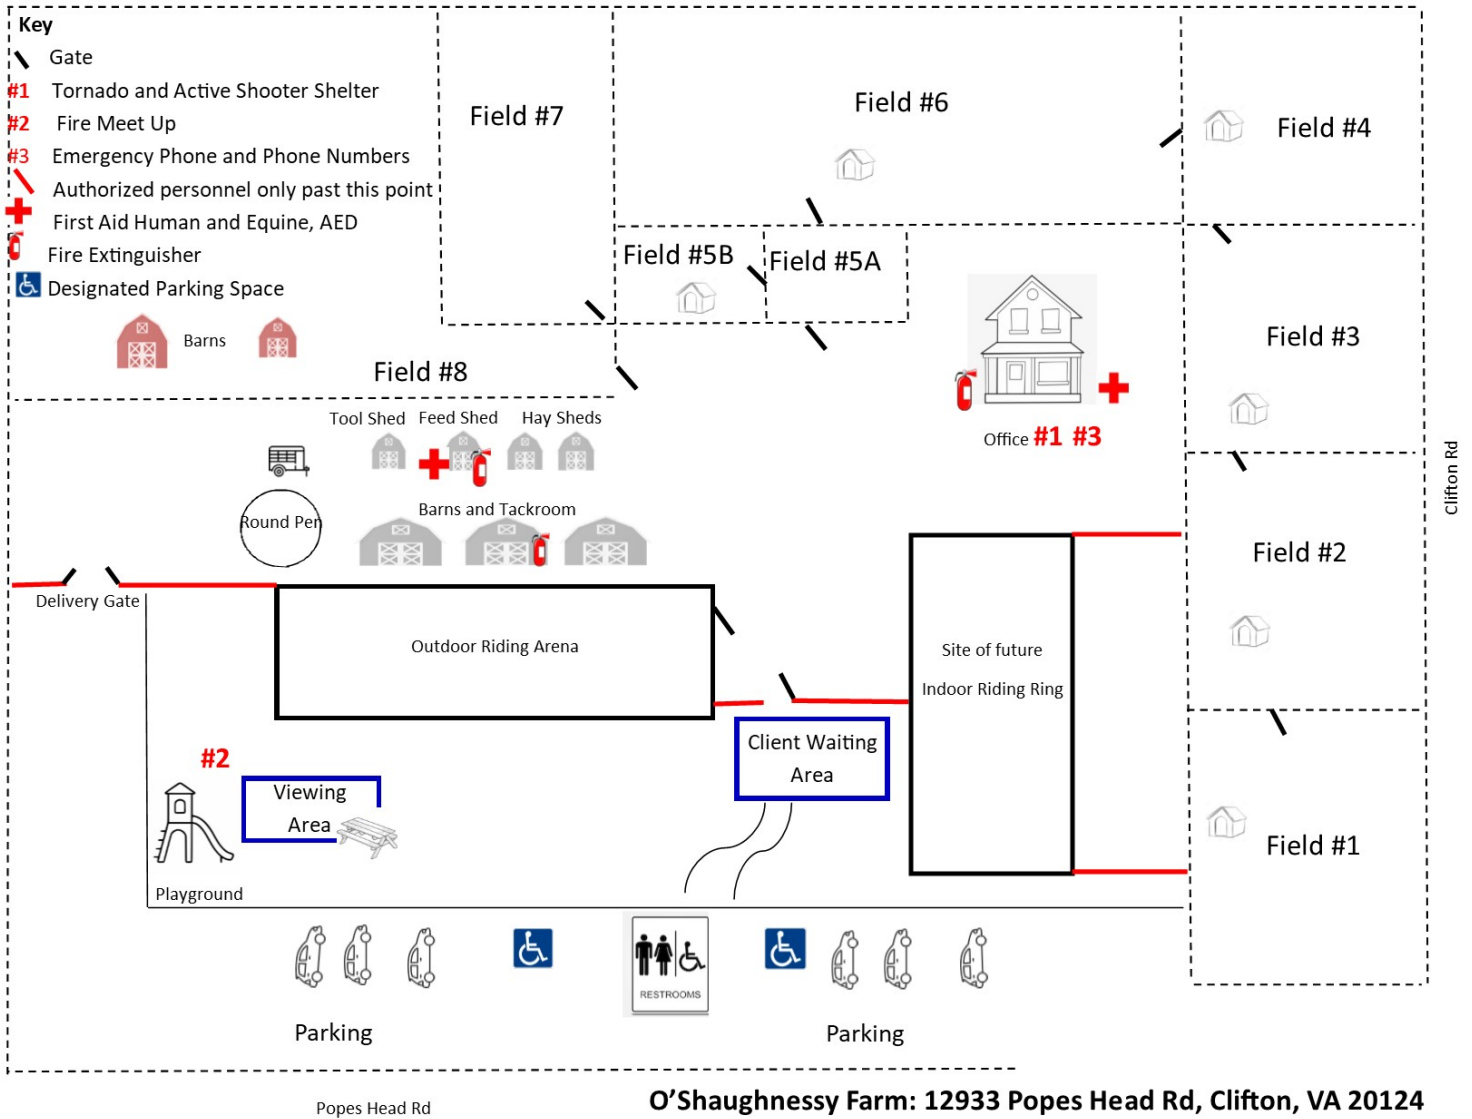 Key
Gate
#1 Tornado and Active Shooter Shelter
#2 Fire Meet Up
#3 Emergency Phone and Phone Numbers
Authorized personnel only past this point
First Aid Human and Equine, AED
Fire Extinguisher
Designated Parking Space
Barns
Field #7
Field #6
Field #4
Field #5B
Field #5A
Field #3
Field #8
Tool Shed
Feed Shed
Hay Sheds
Office #1 #3
Clifton Rd
Round Pen
Barns and Tackroom
Field #2
Delivery Gate
Outdoor Riding Arena
Site of future
Indoor Riding Ring
#2
Client Waiting
Area
Viewing
Area
Field #1
Playground
RESTROOMS
Parking
Parking
Popes Head Rd
O'Shaughnessy Farm: 12933 Popes Head Rd, Clifton, VA 20124